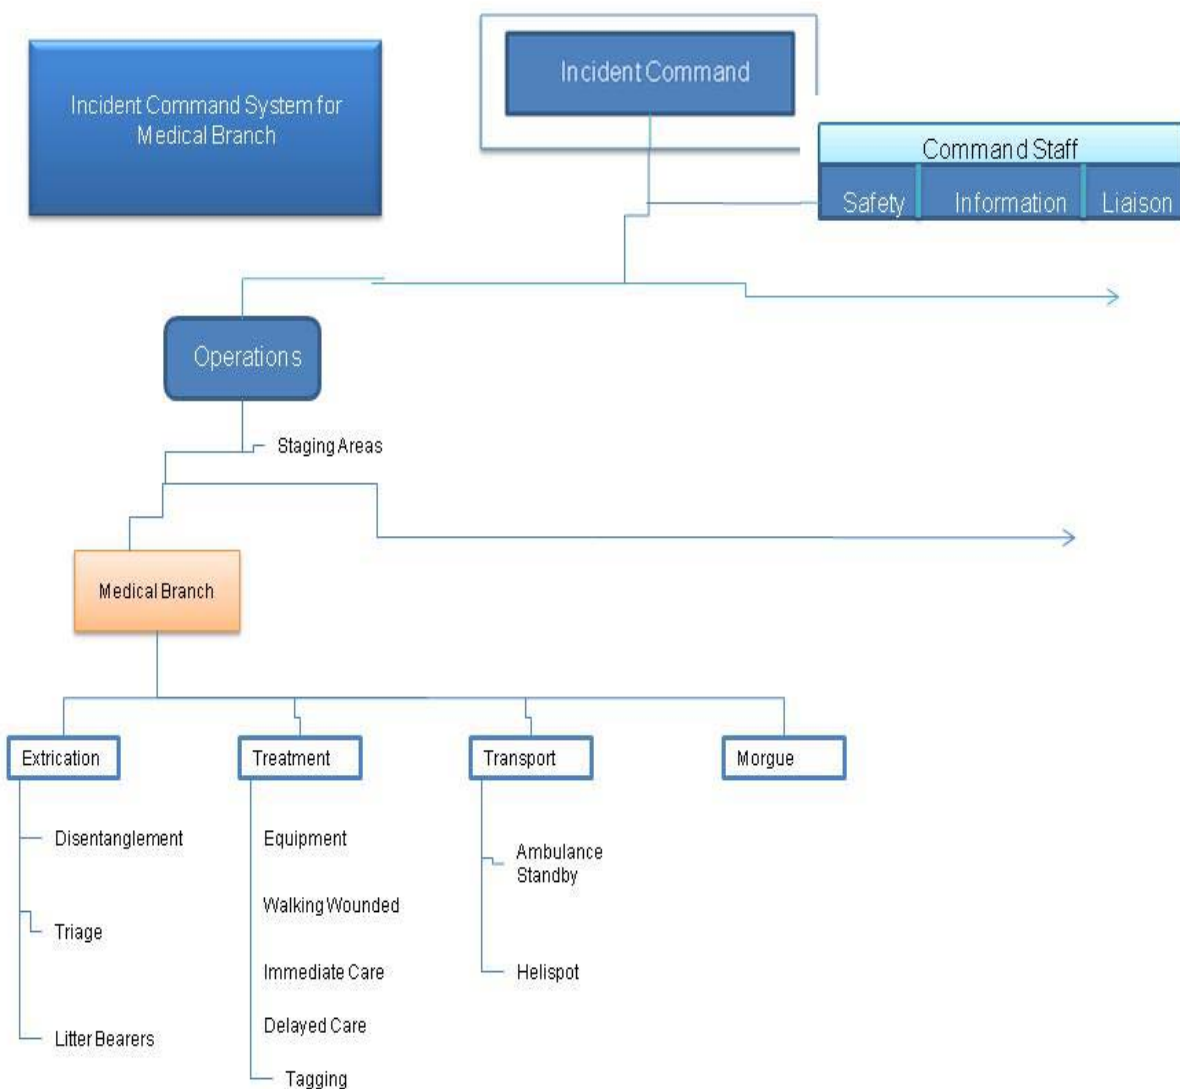 Incident Command System for
Medical Branch
Incident Command
Command Staff
Safety
Information
Liaison
Operations
Staging Areas
Medical Branch
Extrication
Treatment
Transport
Morgue
Disentanglement
Triage
Litter Bearers
Equipment
Walking Wounded
Immediate Care
Delayed Care
Tagging
Ambulance
Standby
Helispot